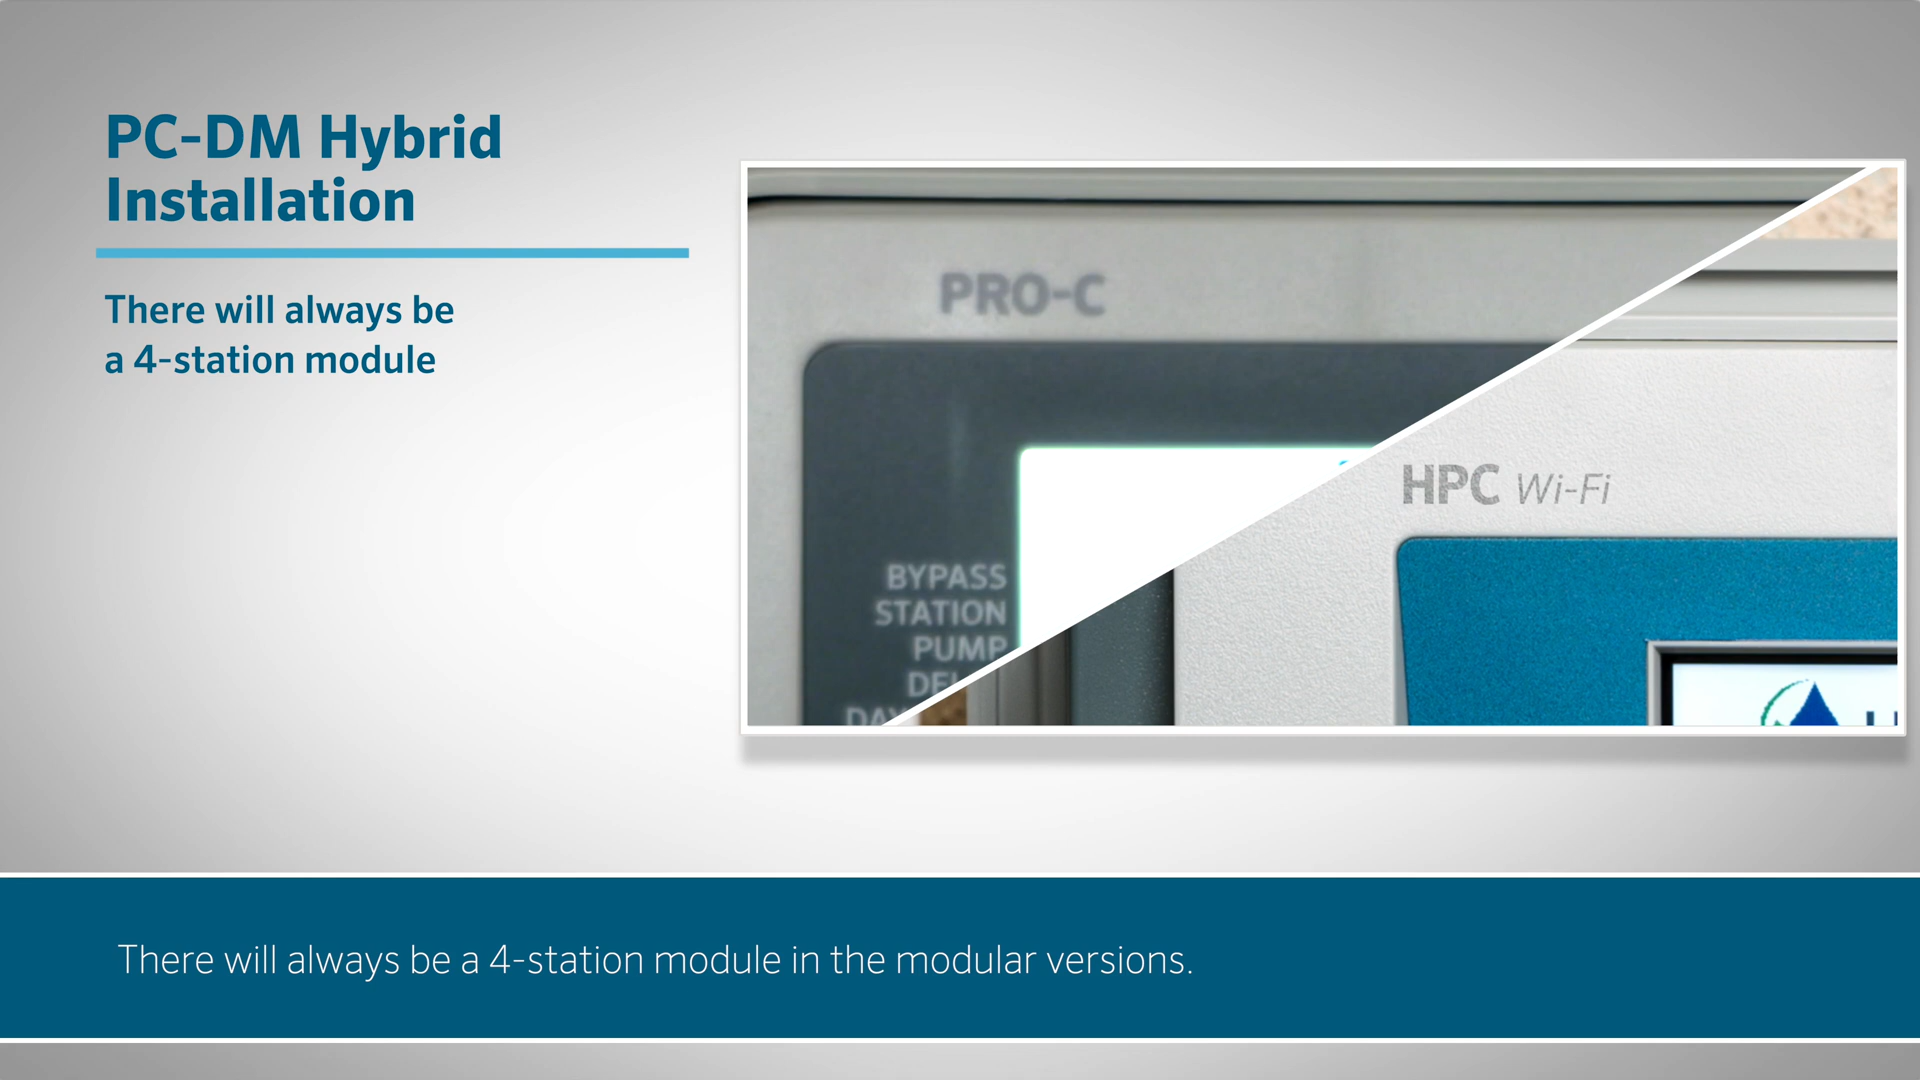 PC-DM Hybrid
Installation
There will always be
a 4-station module
PRO-C
HPC Wi-Fi
BYPASS
STATION
PUMP
There will always be a 4-station module in the modular versions.